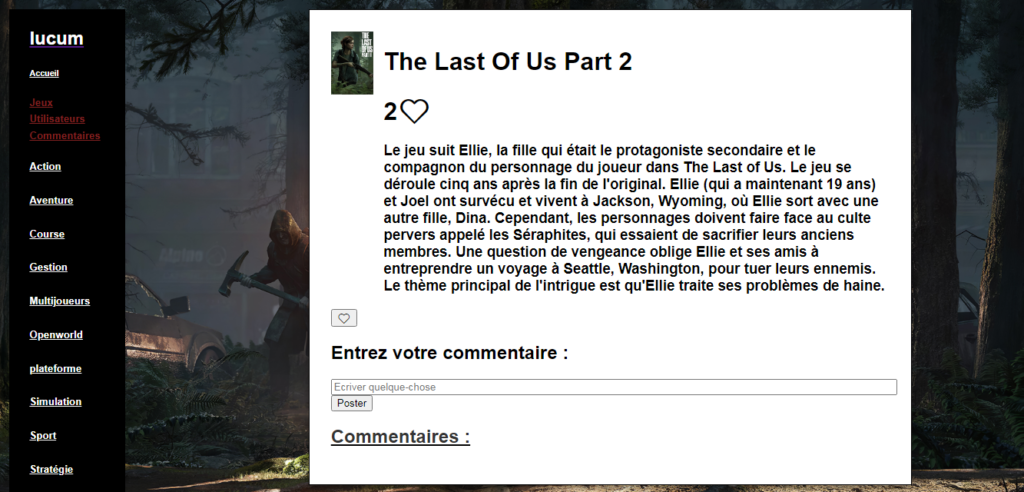 lucum
Accueil
Jeux
Utilisateurs
Commentaires
Action
Aventure
Course
Gestion
Multijoueurs
Openworld
plateforme
Simulation
Sport
Stratégie
THE
LAST
OF US
PART II
The Last Of Us Part 2
2
Le jeu suit Ellie, la fille qui était le protagoniste secondaire et le
compagnon du personnage du joueur dans The Last of Us. Le jeu se
déroule cinq ans après la fin de l'original. Ellie (qui a maintenant 19 ans)
et Joel ont survécu et vivent à Jackson, Wyoming, où Ellie sort avec une
autre fille, Dina. Cependant, les personnages doivent faire face au culte
pervers appelé les Séraphites, qui essaient de sacrifier leurs anciens
membres. Une question de vengeance oblige Ellie et ses amis à
entreprendre un voyage à Seattle, Washington, pour tuer leurs ennemis.
Le thème principal de l'intrigue est qu'Ellie traite ses problèmes de haine.
Entrez votre commentaire :
Ecriver quelque-chose
Poster
Commentaires :